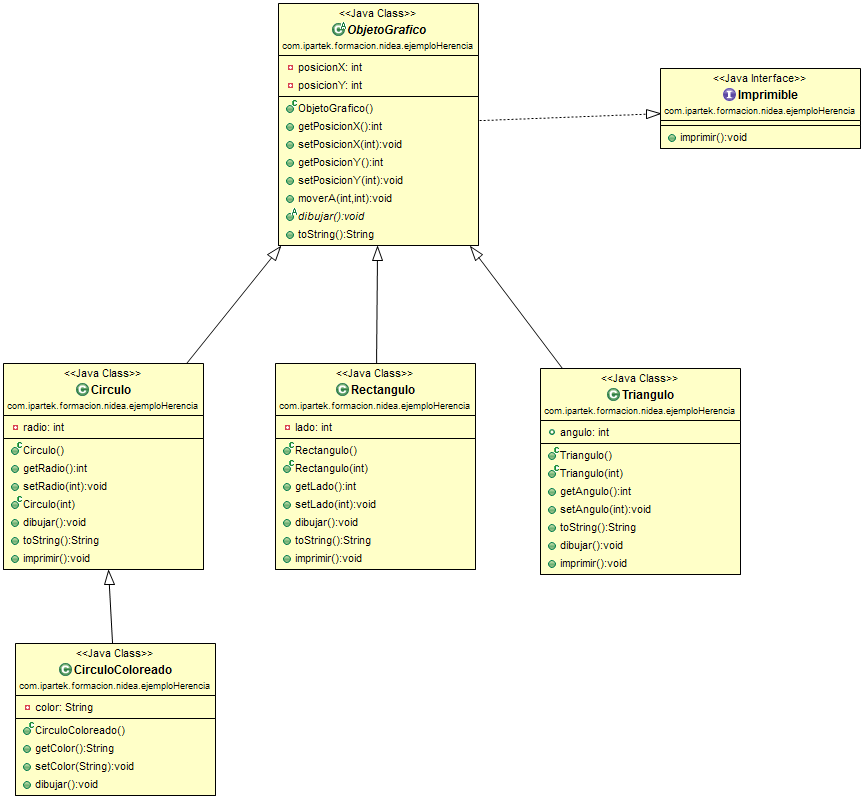 <<Java Class>>
ObjetoGrafico
com.ipartek.formacion.nidea.ejemploHerencia
posicionX: int
posicionY: int
ObjetoGrafico()
getPosicionX():int
setPosicionX(int):void
getPosicionY():int
setPosicionY(int):void
moverA(int,int):void
dibujar():void
toString():String
<<Java Interface>>
Imprimible
com.ipartek.formacion.nidea.ejemploHerencia
imprimir():void
<<Java Class>>
Circulo
com.ipartek.formacion.nidea.ejemploHerencia
radio: int
Circulo()
getRadio():int
setRadio(int):void
Circulo(int)
dibujar():void
toString():String
imprimir():void
<<Java Class>>
Rectangulo
com.ipartek.formacion.nidea.ejemploHerencia
lado: int
Rectangulo()
Rectangulo(int)
getLado():int
setLado(int):void
dibujar():void
toString():String
imprimir():void
<<Java Class>>
Triangulo
com.ipartek.formacion.nidea.ejemploHerencia
angulo: int
Triangulo()
Triangulo(int)
getAngulo():int
setAngulo(int):void
toString():String
dibujar():void
imprimir():void
<<Java Class>>
CirculoColoreado
com.ipartek.formacion.nidea.ejemploHerencia
color: String
CirculoColoreado()
getColor():String
setColor(String):void
dibujar():void